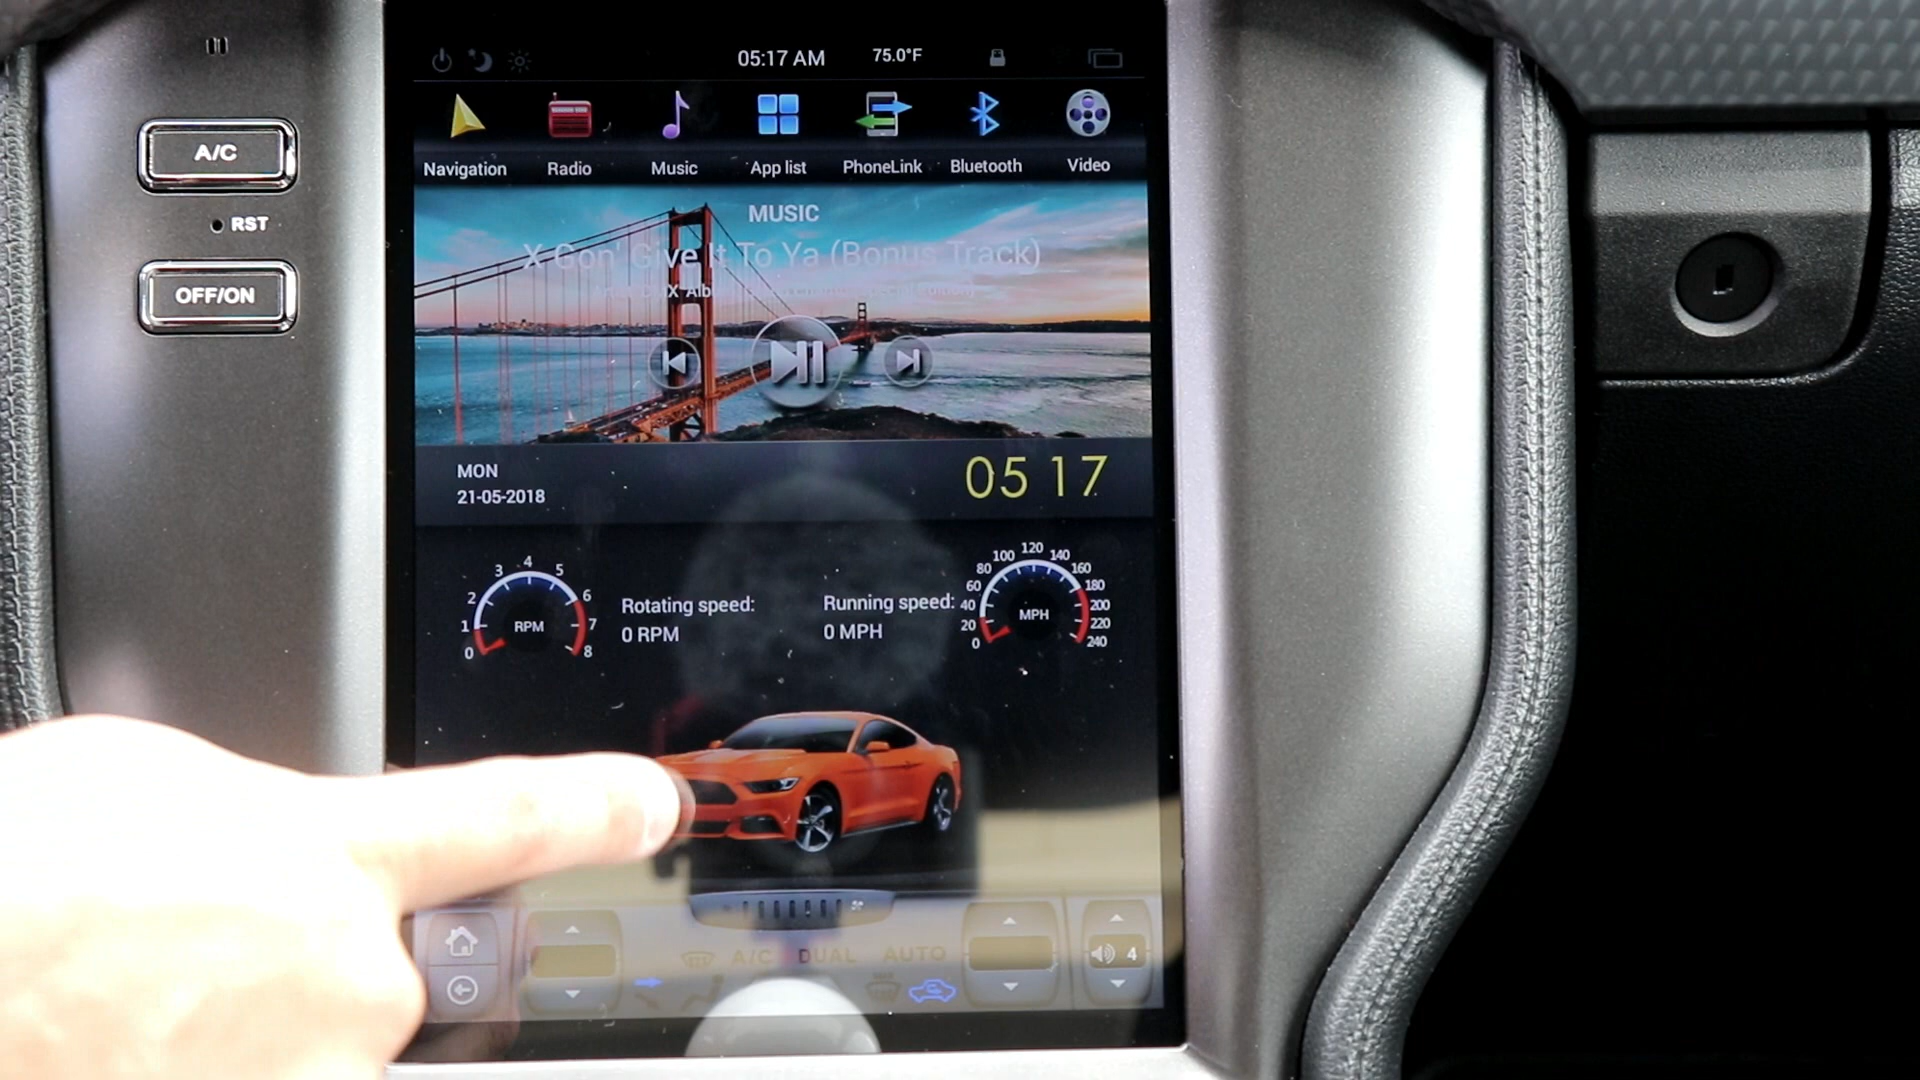 A/C
RST
OFF/ON
05:17 AM 75.0°F
Navigation Radio Music App list PhoneLink Bluetooth Video
MUSIC
X Gon' Give It To Ya (Bonus Track)
MON
21-05-2018
05 17
0 1 2 3 4 5 6 7 8
RPM
Rotating speed:
0 RPM
Running speed:
0 MPH
0 20 40 60 80 100 120 140 160 180 200 220 240
MPH
A/C DUAL AUTO
4